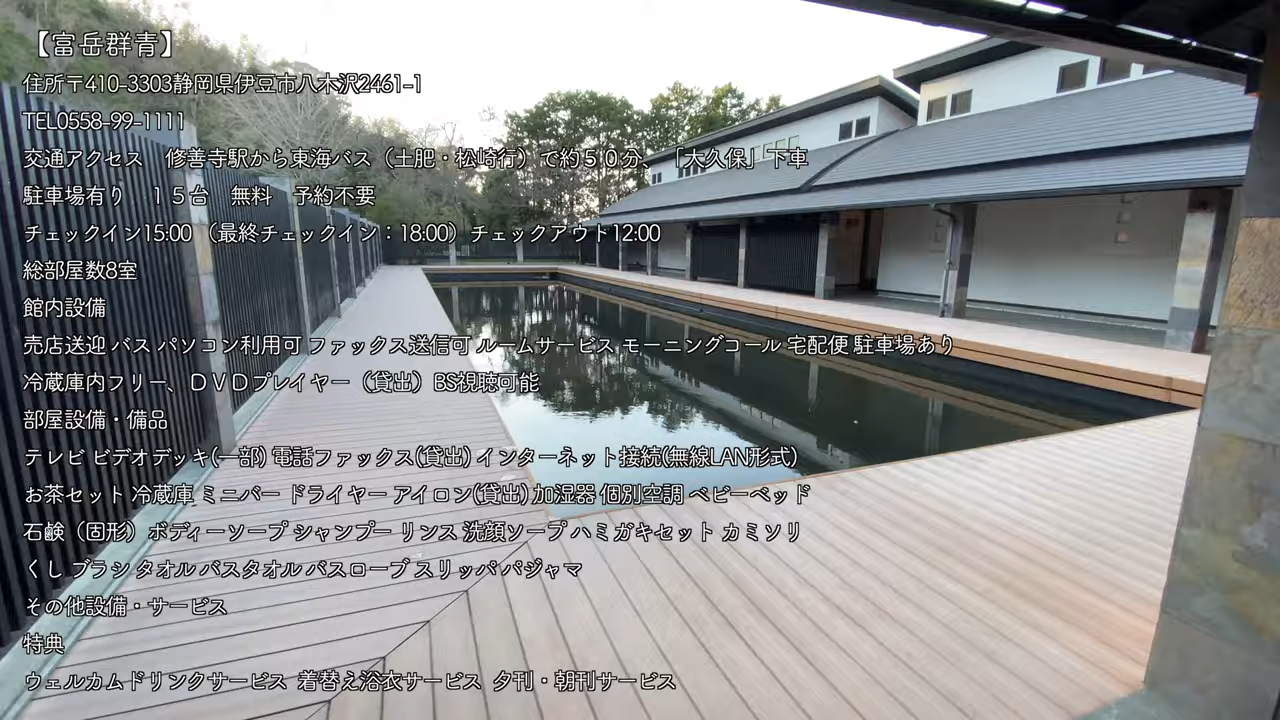 【富岳群青】
住所〒410-3303静岡県伊豆市八木沢2461-1
TEL0558-99-1111
交通アクセス　修善寺駅から東海バス（土肥・松崎行）で約５０分、「大久保」下車
駐車場有り　１５台　無料　予約不要
チェックイン15:00（最終チェックイン：18:00）チェックアウト12:00
総部屋数8室
館内設備
売店送迎 バス パソコン利用可 ファックス送信可 ルームサービス モーニングコール 宅配便 駐車場あり
冷蔵庫内フリー、ＤＶＤプレイヤー（貸出）BS視聴可能
部屋設備・備品
テレビ ビデオデッキ(一部) 電話ファックス(貸出) インターネット接続(無線LAN形式)
お茶セット 冷蔵庫 ミニバー ドライヤー アイロン(貸出) 加湿器 個別空調 ベビーベッド
石鹸（固形）ボディーソープ シャンプー リンス 洗顔ソープ ハミガキセット カミソリ
くし ブラシ タオル バスタオル バスローブ スリッパ パジャマ
その他設備・サービス
特典
ウェルカムドリンクサービス 着替え浴衣サービス 夕刊・朝刊サービス